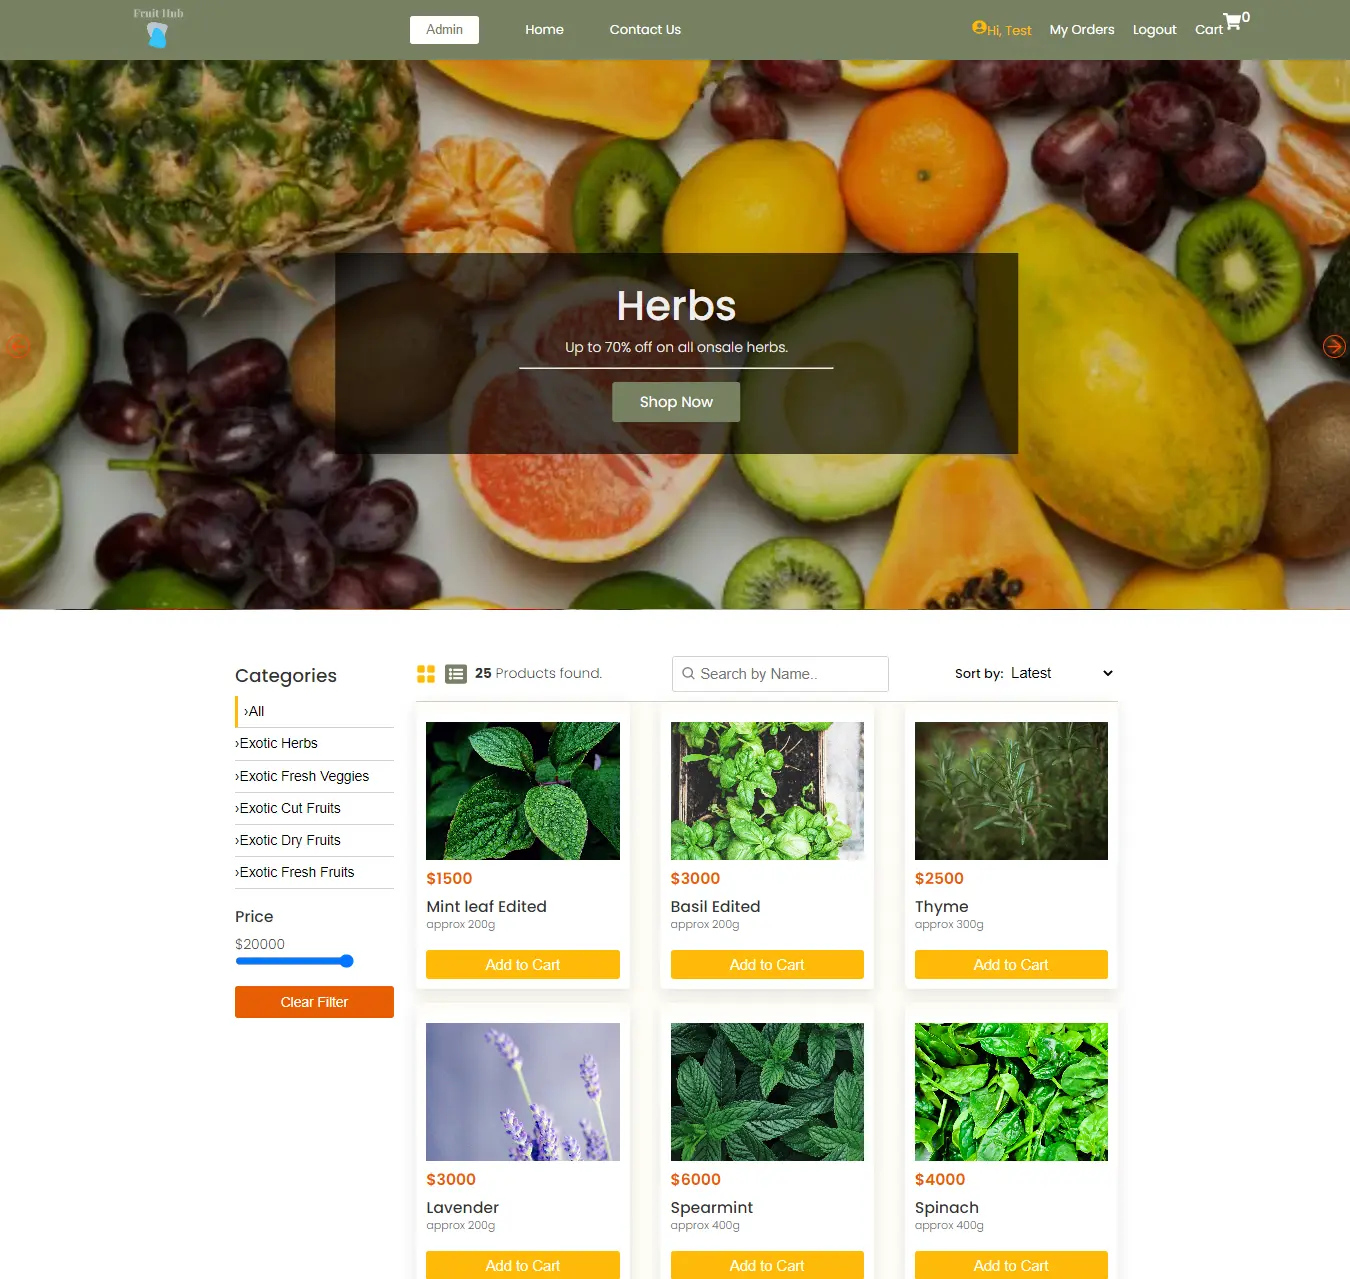 Fruit Hub
Admin
Home
Contact Us
Hi, Test
My Orders
Logout
Cart
0
Herbs
Up to 70% off on all onsale herbs.
Shop Now
Categories
›All
›Exotic Herbs
›Exotic Fresh Veggies
›Exotic Cut Fruits
›Exotic Dry Fruits
›Exotic Fresh Fruits
Price
$20000
Clear Filter
25 Products found.
Search by Name..
Sort by: Latest
$1500
Mint leaf Edited
approx 200g
Add to Cart
$3000
Basil Edited
approx 200g
Add to Cart
$2500
Thyme
approx 300g
Add to Cart
$3000
Lavender
approx 200g
Add to Cart
$6000
Spearmint
approx 400g
Add to Cart
$4000
Spinach
approx 400g
Add to Cart